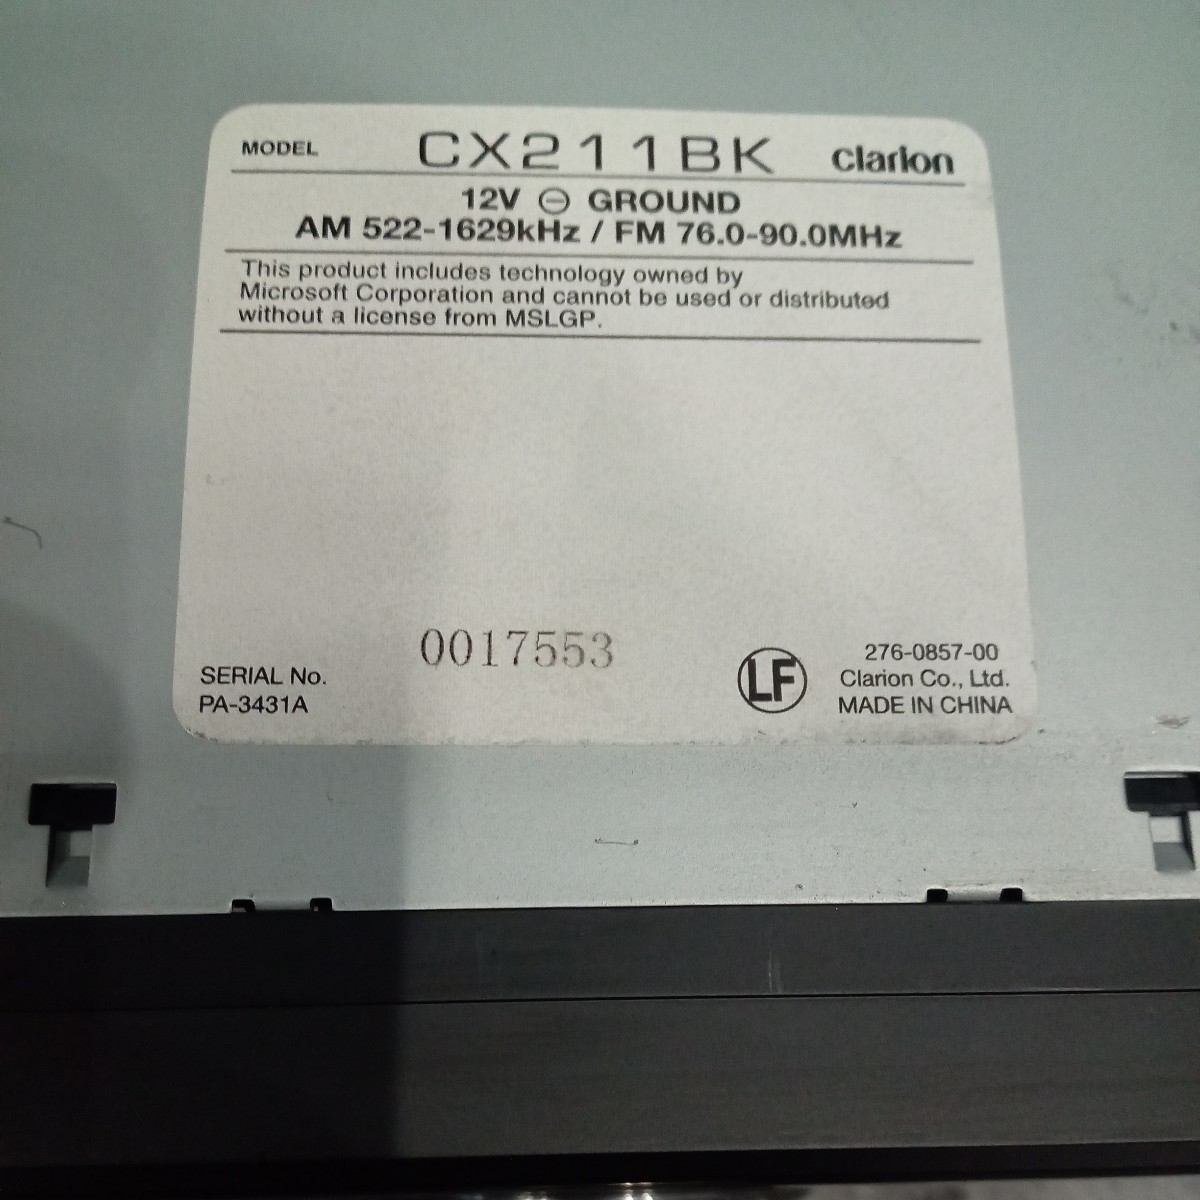 MODEL CX211BK Clarion
12V ⊖ GROUND
AM 522-1629kHz / FM 76.0-90.0MHz
This product includes technology owned by
Microsoft Corporation and cannot be used or distributed
without a license from MSLGP.
0017553
SERIAL No.
PA-3431A
LF
276-0857-00
Clarion Co., Ltd.
MADE IN CHINA